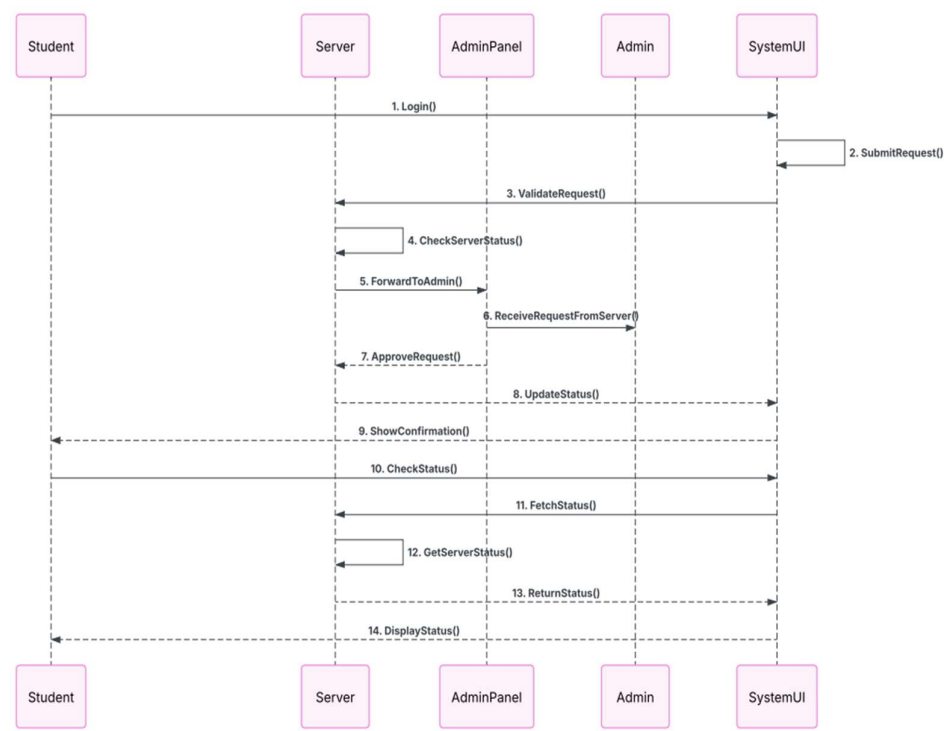 Student
Server
AdminPanel
Admin
SystemUI
1. Login()
2. SubmitRequest()
3. ValidateRequest()
4. CheckServerStatus()
5. ForwardToAdmin()
6. ReceiveRequestFromServer()
7. ApproveRequest()
8. UpdateStatus()
9. ShowConfirmation()
10. CheckStatus()
11. FetchStatus()
12. GetServerStatus()
13. ReturnStatus()
14. DisplayStatus()
Student
Server
AdminPanel
Admin
SystemUI